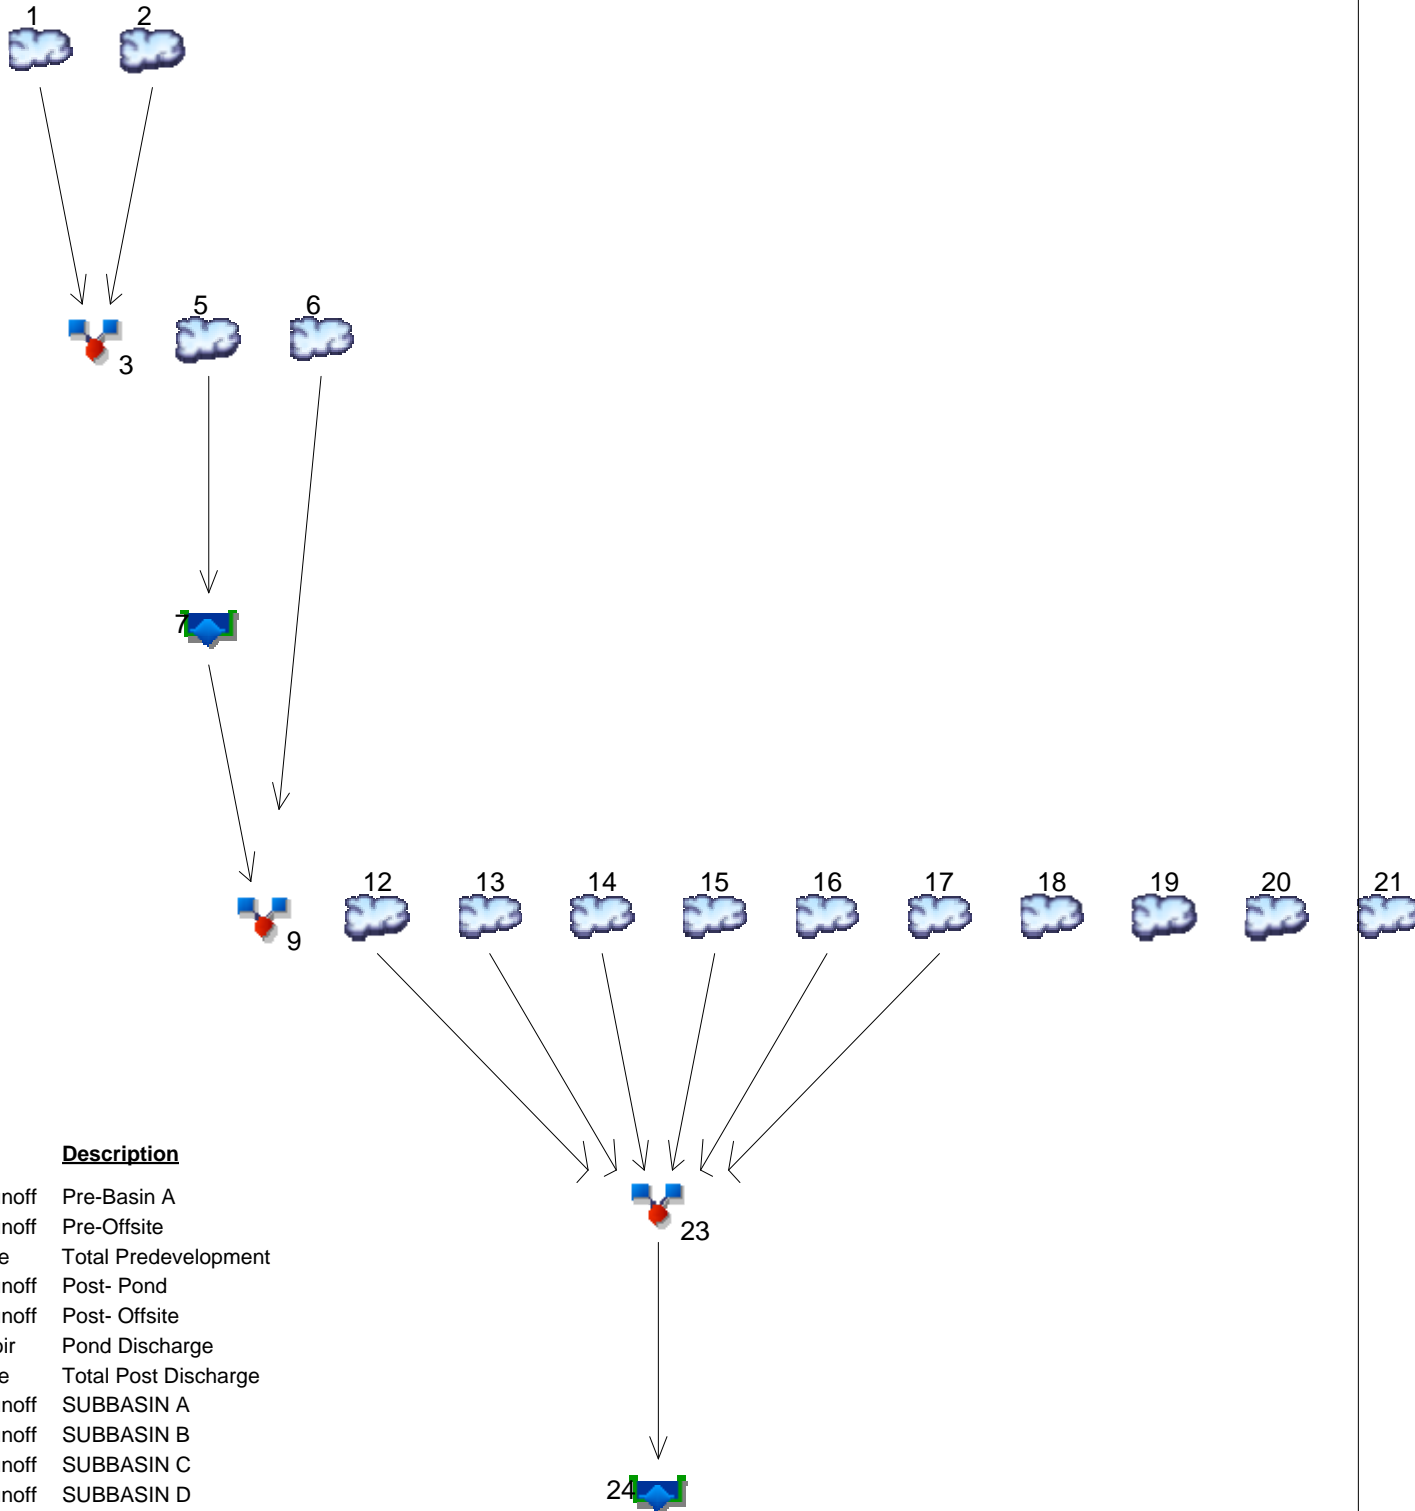 1 2
5 6
3
7
12 13 14 15 16 17 18 19 20 21
9
Description
noff Pre-Basin A
noff Pre-Offsite
e Total Predevelopment
noff Post- Pond
noff Post- Offsite
oir Pond Discharge
e Total Post Discharge
noff SUBBASIN A
noff SUBBASIN B
noff SUBBASIN C
noff SUBBASIN D
23
24